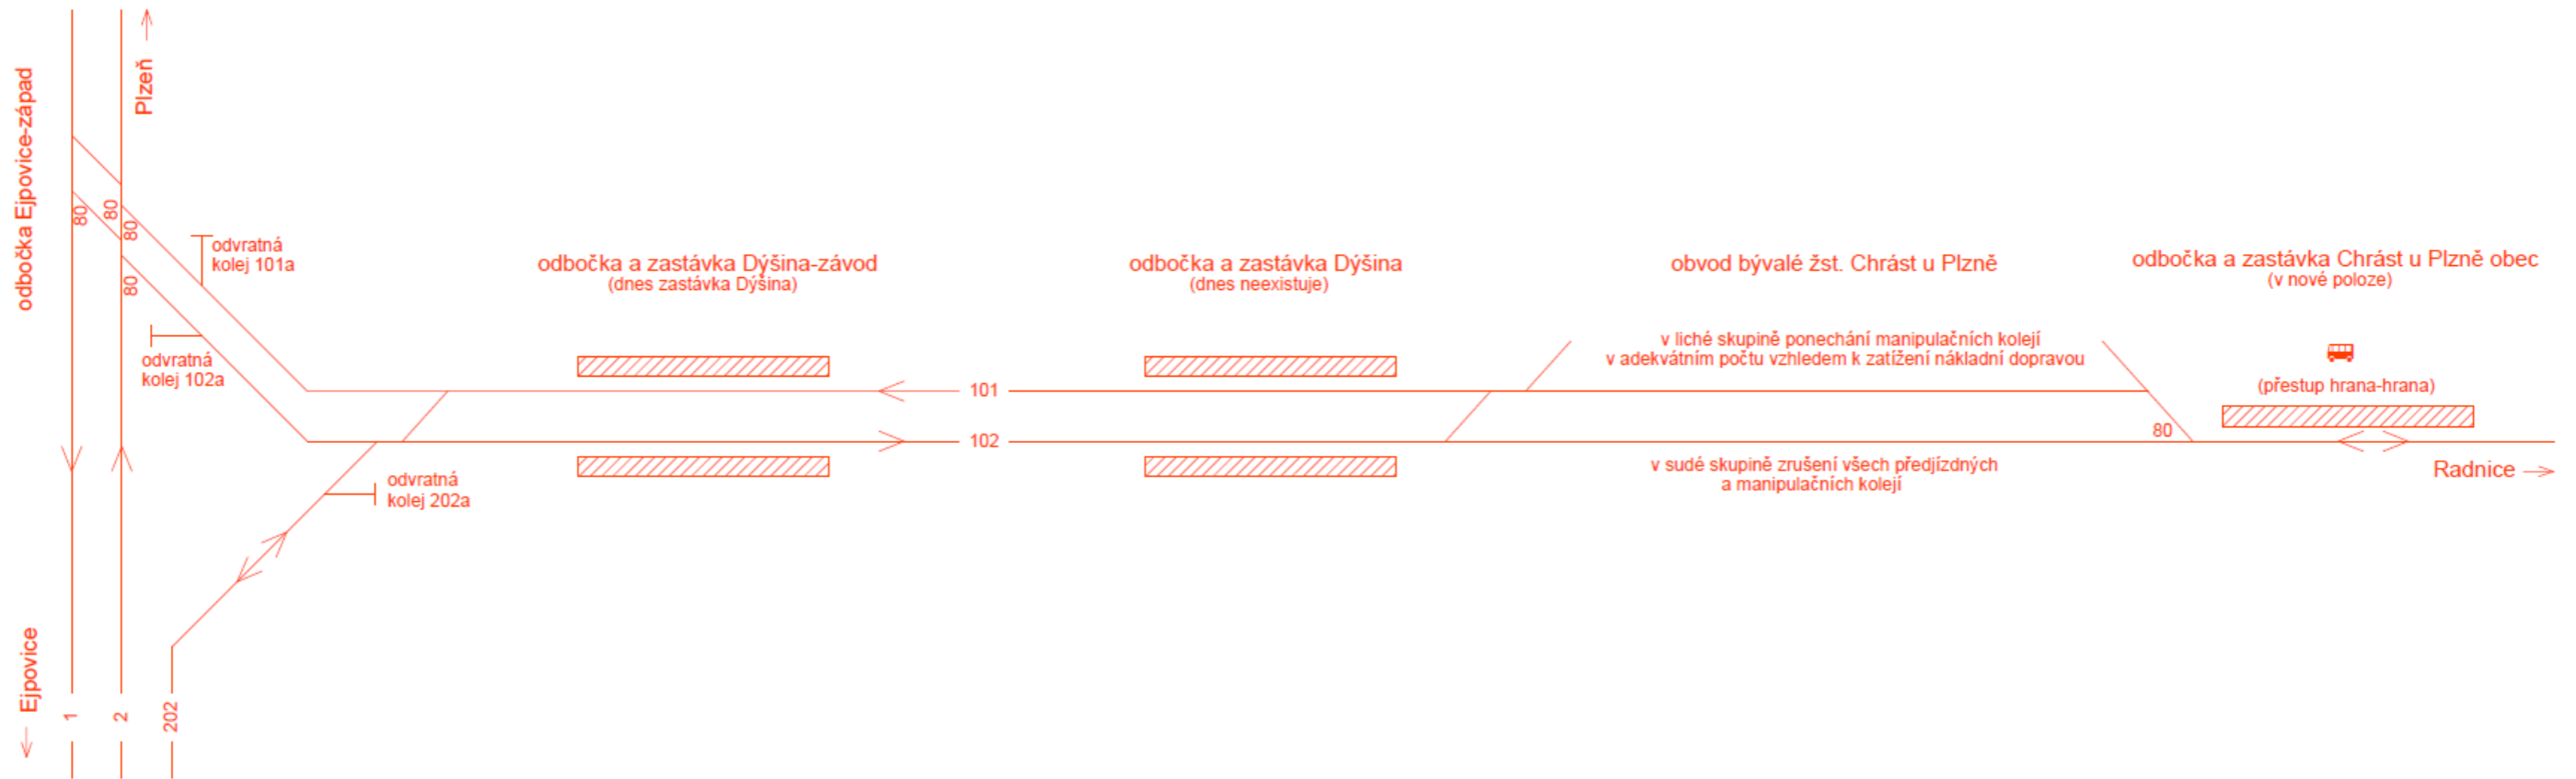 odbočka Ejpovice-západ
Plzeň
80
80
80
80
odvratná
kolej 101a
odvratná
kolej 102a
odvratná
kolej 202a
Ejpovice
1
2
202
odbočka a zastávka Dýšina-závod
(dnes zastávka Dýšina)
101
102
odbočka a zastávka Dýšina
(dnes neexistuje)
obvod bývalé žst. Chrást u Plzně
v liché skupině ponechání manipulačních kolejí
v adekvátním počtu vzhledem k zatížení nákladní dopravou
v sudé skupině zrušení všech předjízdných
a manipulačních kolejí
odbočka a zastávka Chrást u Plzně obec
(v nové poloze)
(přestup hrana-hrana)
80
Radnice